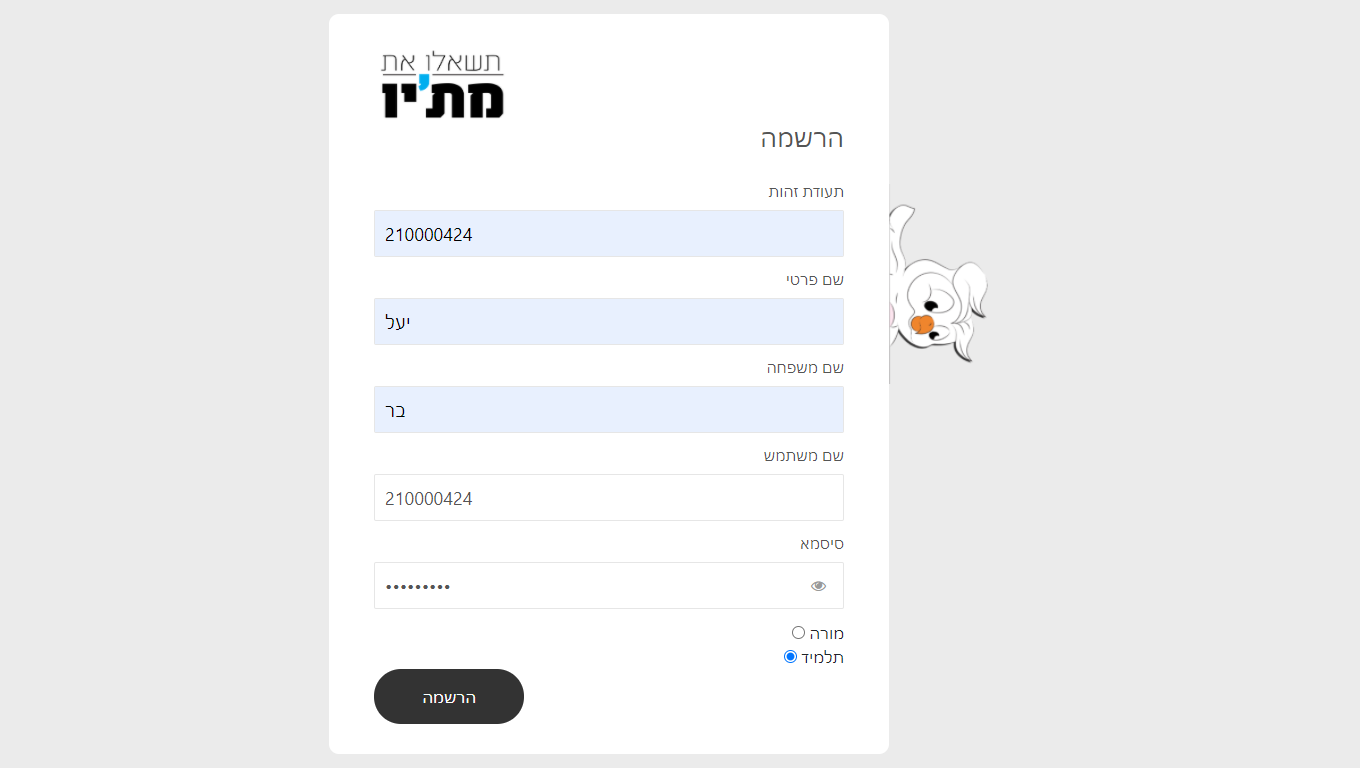 תשאלו את
מת'יו
הרשמה
תעודת זהות
210000424
שם פרטי
יעל
שם משפחה
בר
שם משתמש
210000424
סיסמא
•••••••••
מורה
תלמיד
הרשמה